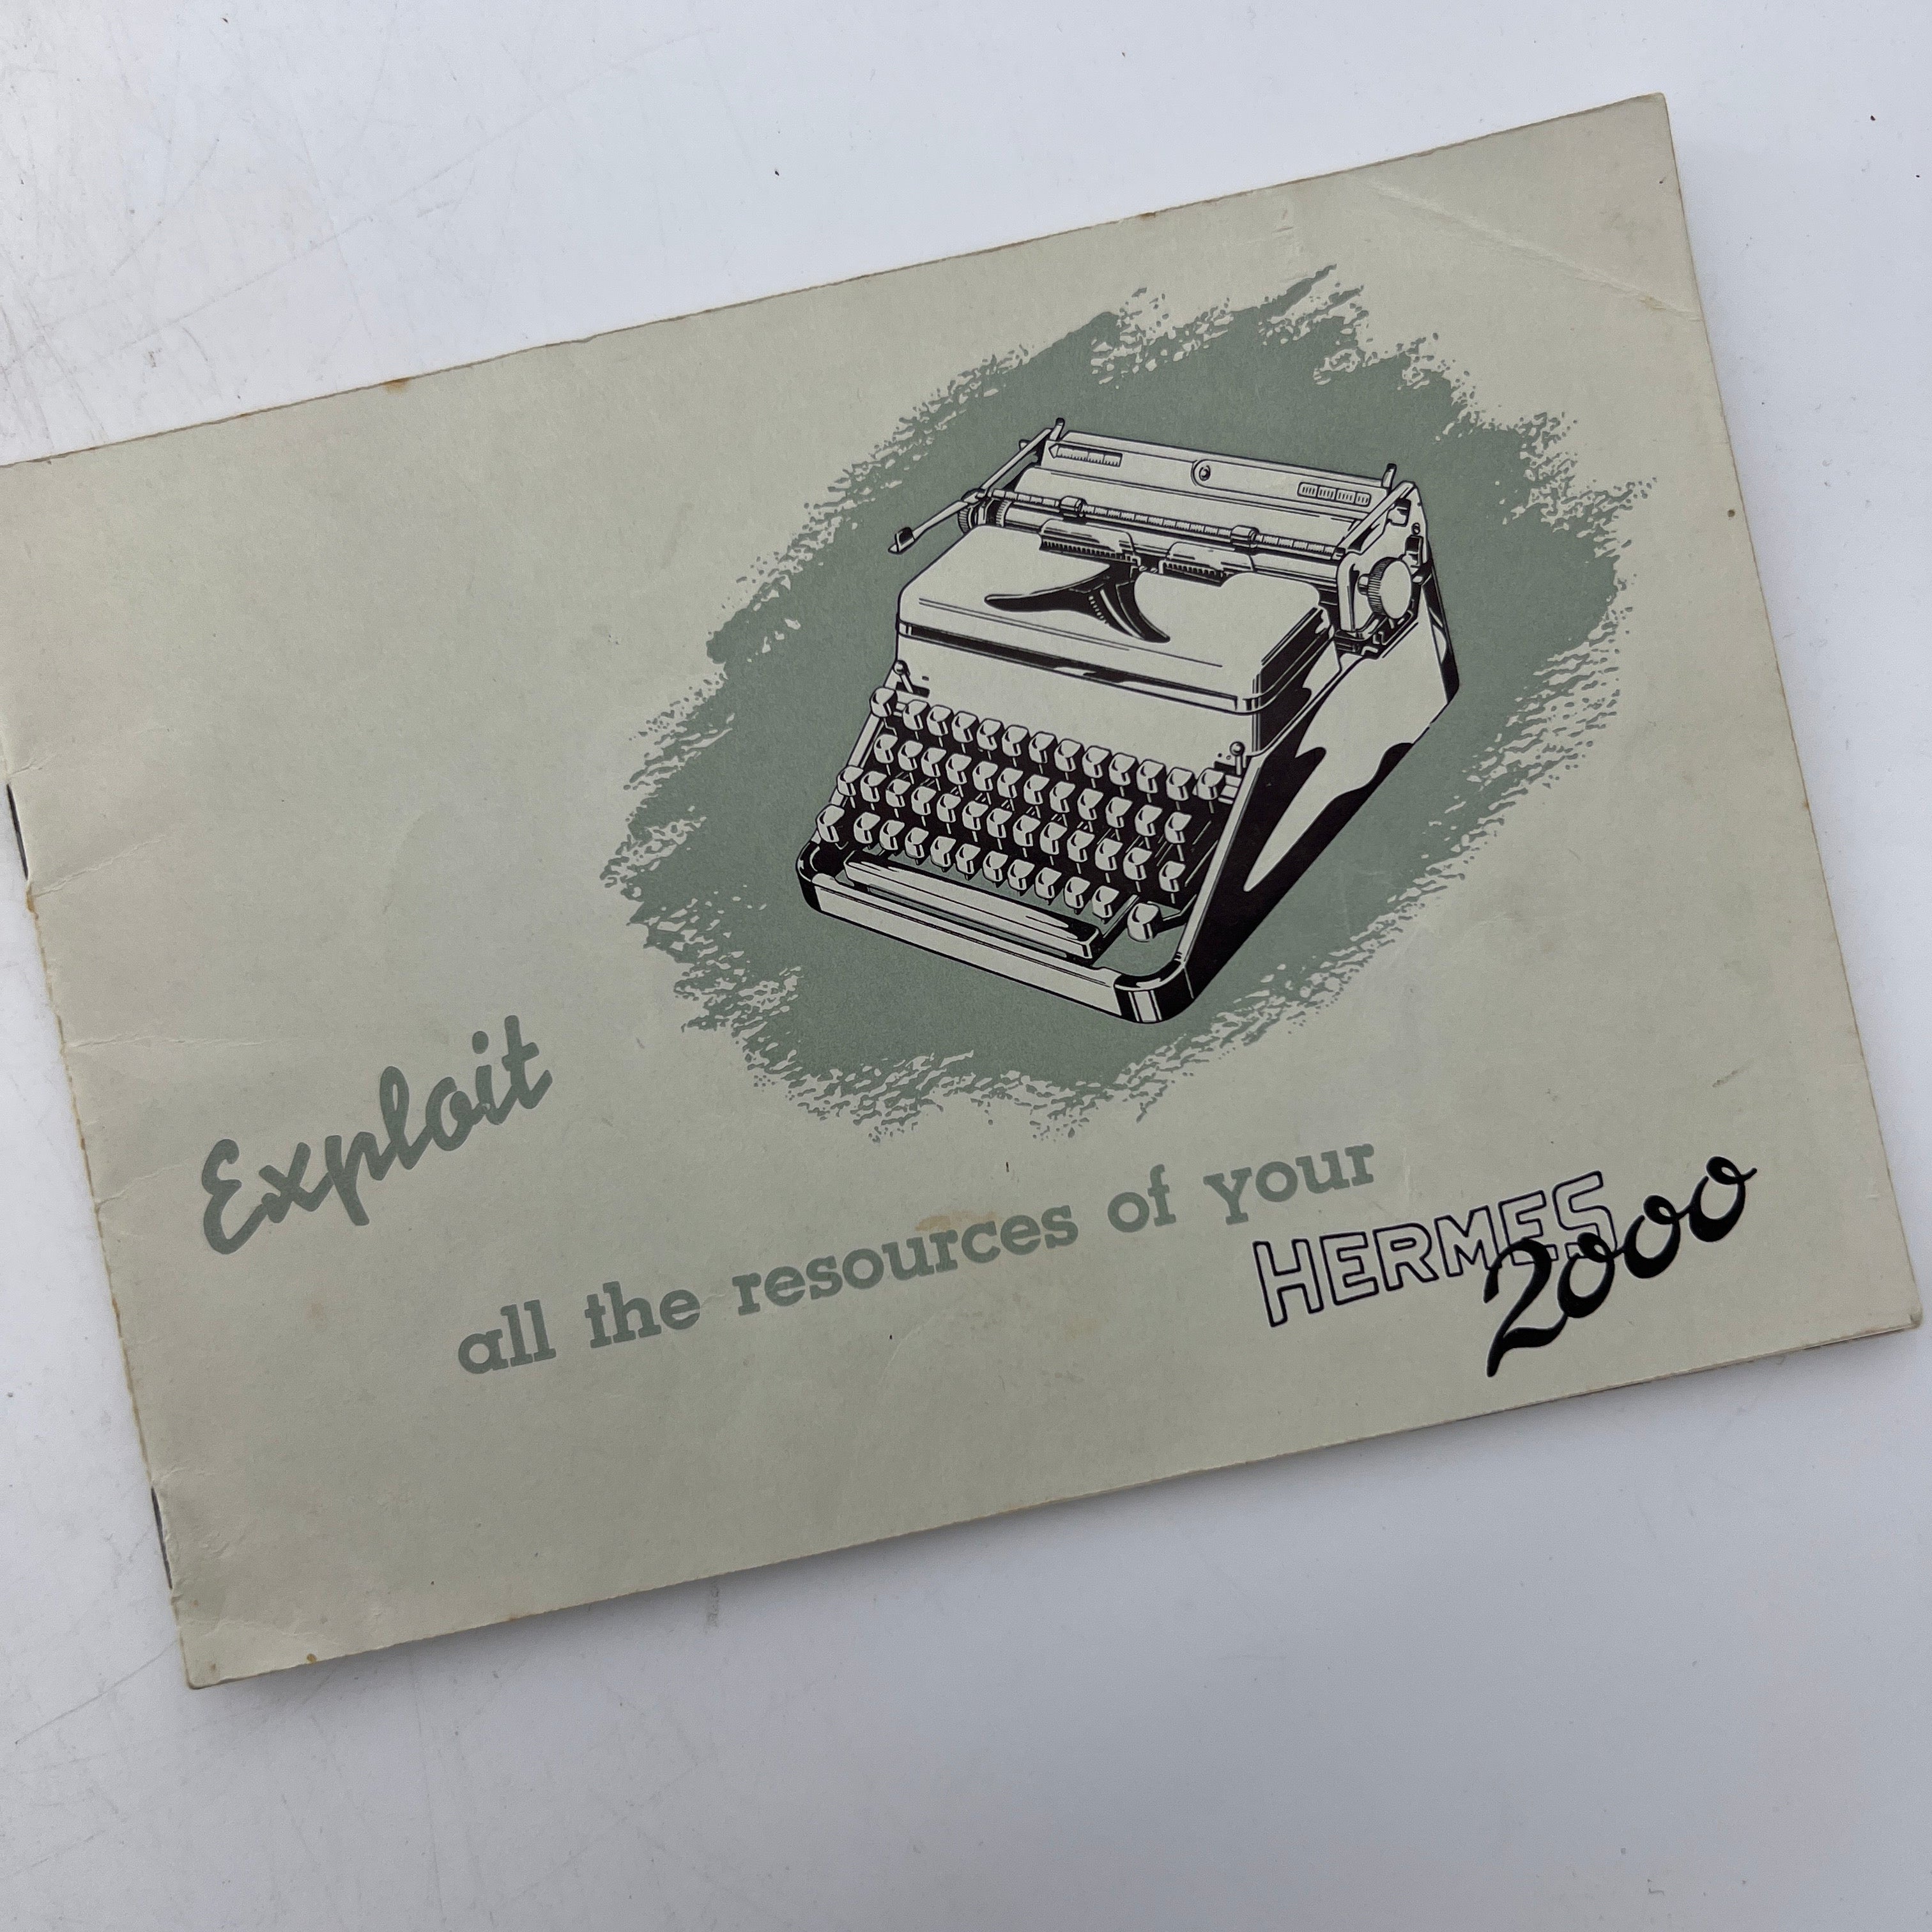 Exploit
all the resources of your
HERMES
2000